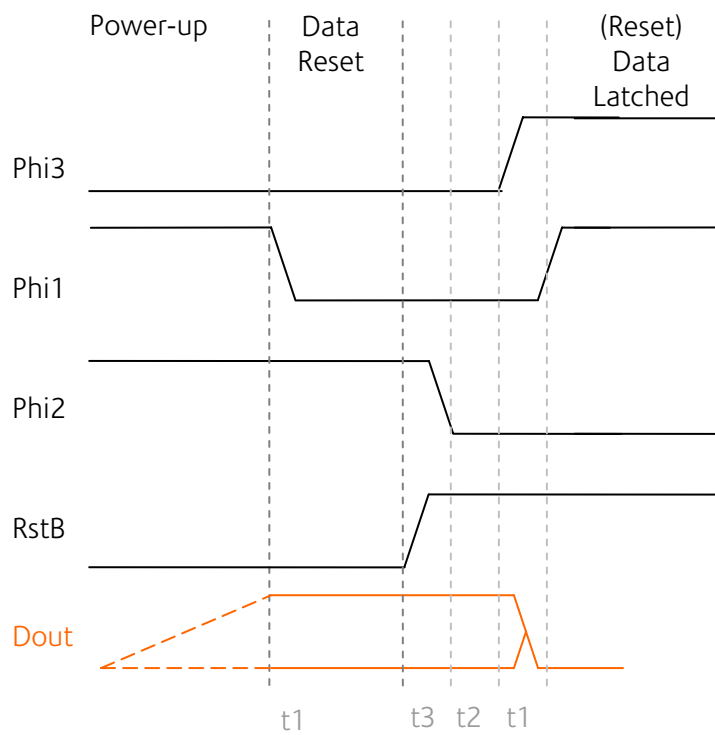 Power-up
Data
Reset
(Reset)
Data
Latched
Phi3
Phi1
Phi2
RstB
Dout
t1 t3 t2 t1